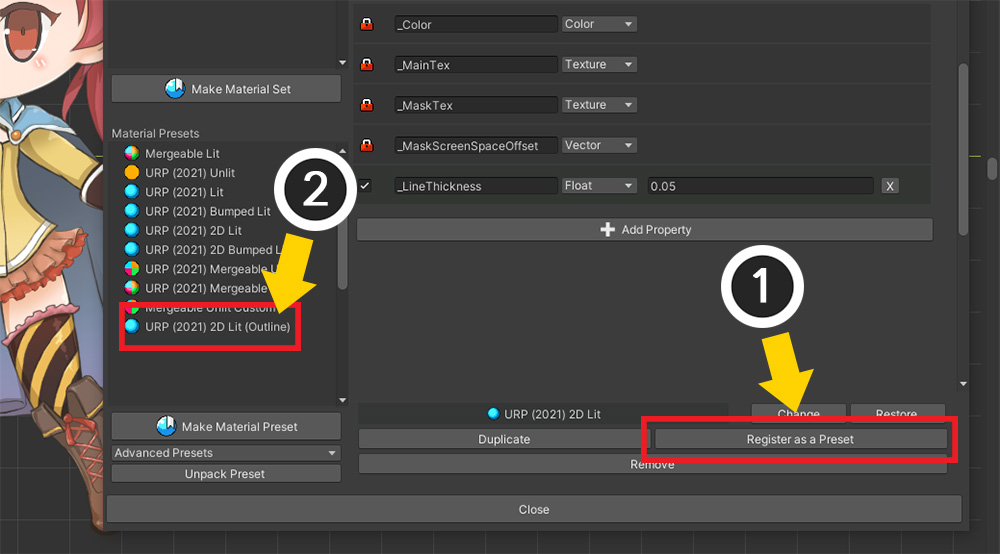 Make Material Set
Material Presets
Mergeable Lit
URP (2021) Unlit
URP (2021) Lit
URP (2021) Bumped Lit
URP (2021) 2D Lit
URP (2021) 2D Bumped L
URP (2021) Mergeable
URP (2021) Mergeable
Mergeable Unlit Custom
URP (2021) 2D Lit (Outline)
Make Material Preset
Advanced Presets
Unpack Preset
2
_Color Color
_MainTex Texture
_MaskTex Texture
_MaskScreenSpaceOffset Vector
_LineThickness Float 0.05 X
Add Property
1
URP (2021) 2D Lit Change Restore
Duplicate Register as a Preset
Remove
Close